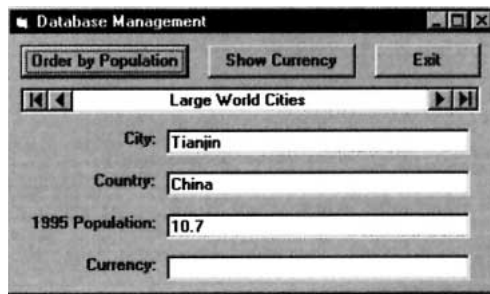 Database Management
Order by Population Show Currency Exit
Large World Cities
City: Tianjin
Country: China
1995 Population: 10.7
Currency: